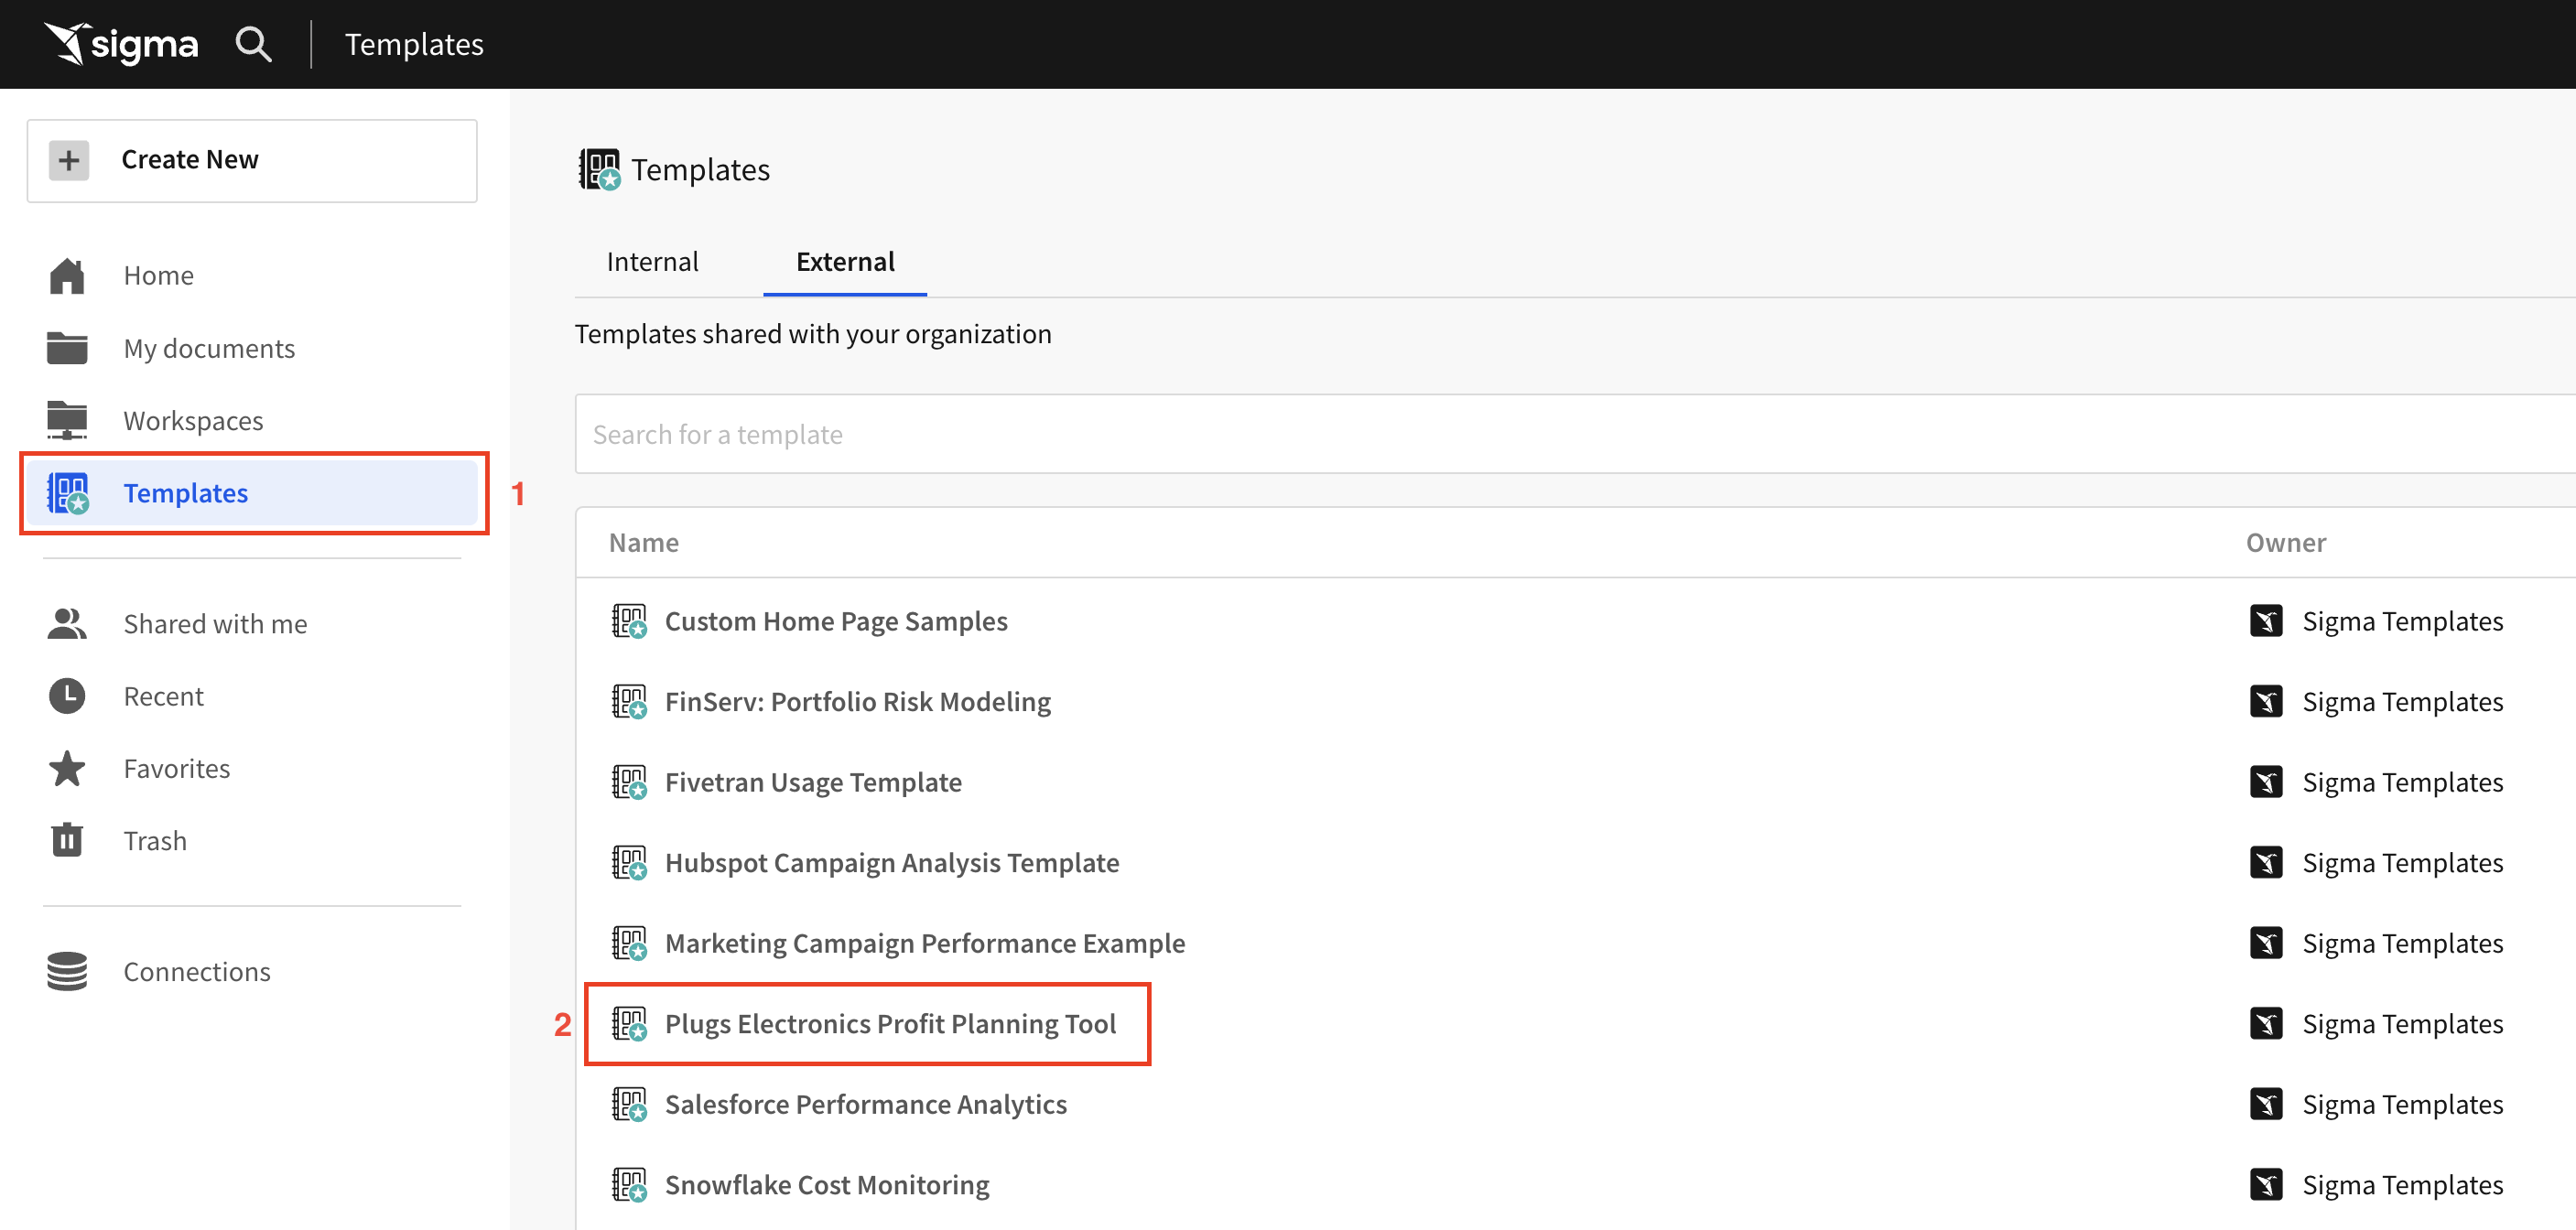 sigma Templates
Create New
Home
My documents
Workspaces
Templates 1
Shared with me
Recent
Favorites
Trash
Connections
Templates
Internal External
Templates shared with your organization
Search for a template
Name Owner
Custom Home Page Samples Sigma Templates
FinServ: Portfolio Risk Modeling Sigma Templates
Fivetran Usage Template Sigma Templates
Hubspot Campaign Analysis Template Sigma Templates
Marketing Campaign Performance Example Sigma Templates
2 Plugs Electronics Profit Planning Tool Sigma Templates
Salesforce Performance Analytics Sigma Templates
Snowflake Cost Monitoring Sigma Templates